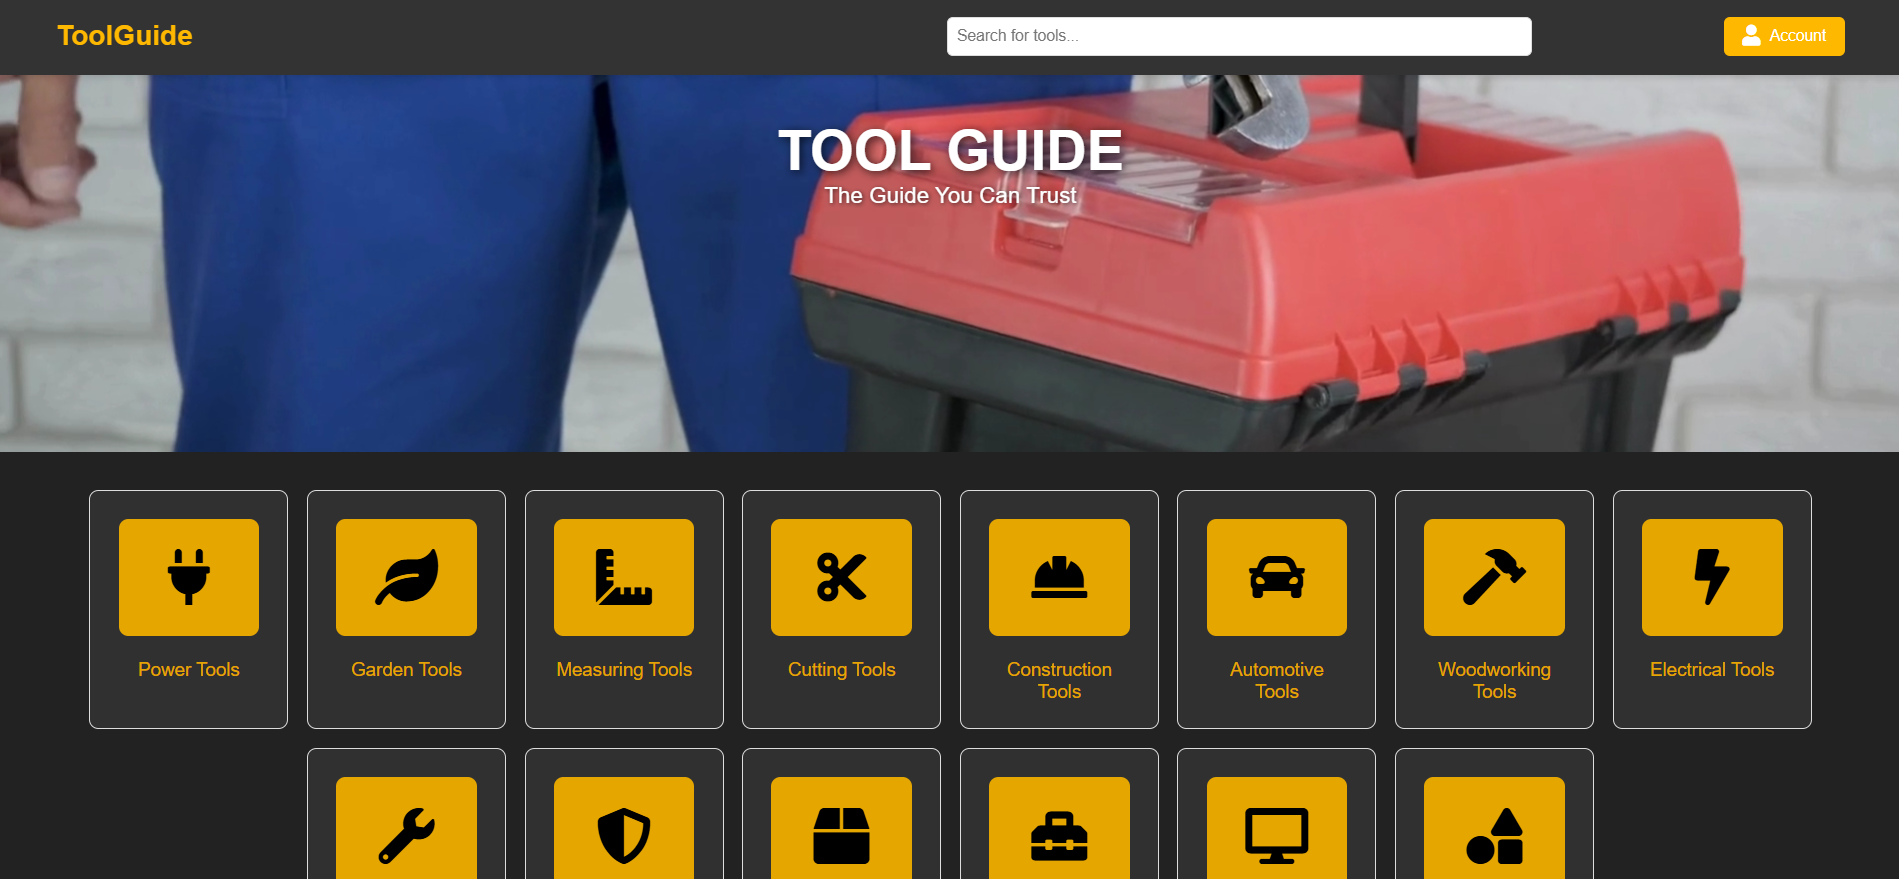 ToolGuide
Search for tools...
Account
TOOL GUIDE
The Guide You Can Trust
Power Tools
Garden Tools
Measuring Tools
Cutting Tools
Construction
Tools
Automotive
Tools
Woodworking
Tools
Electrical Tools